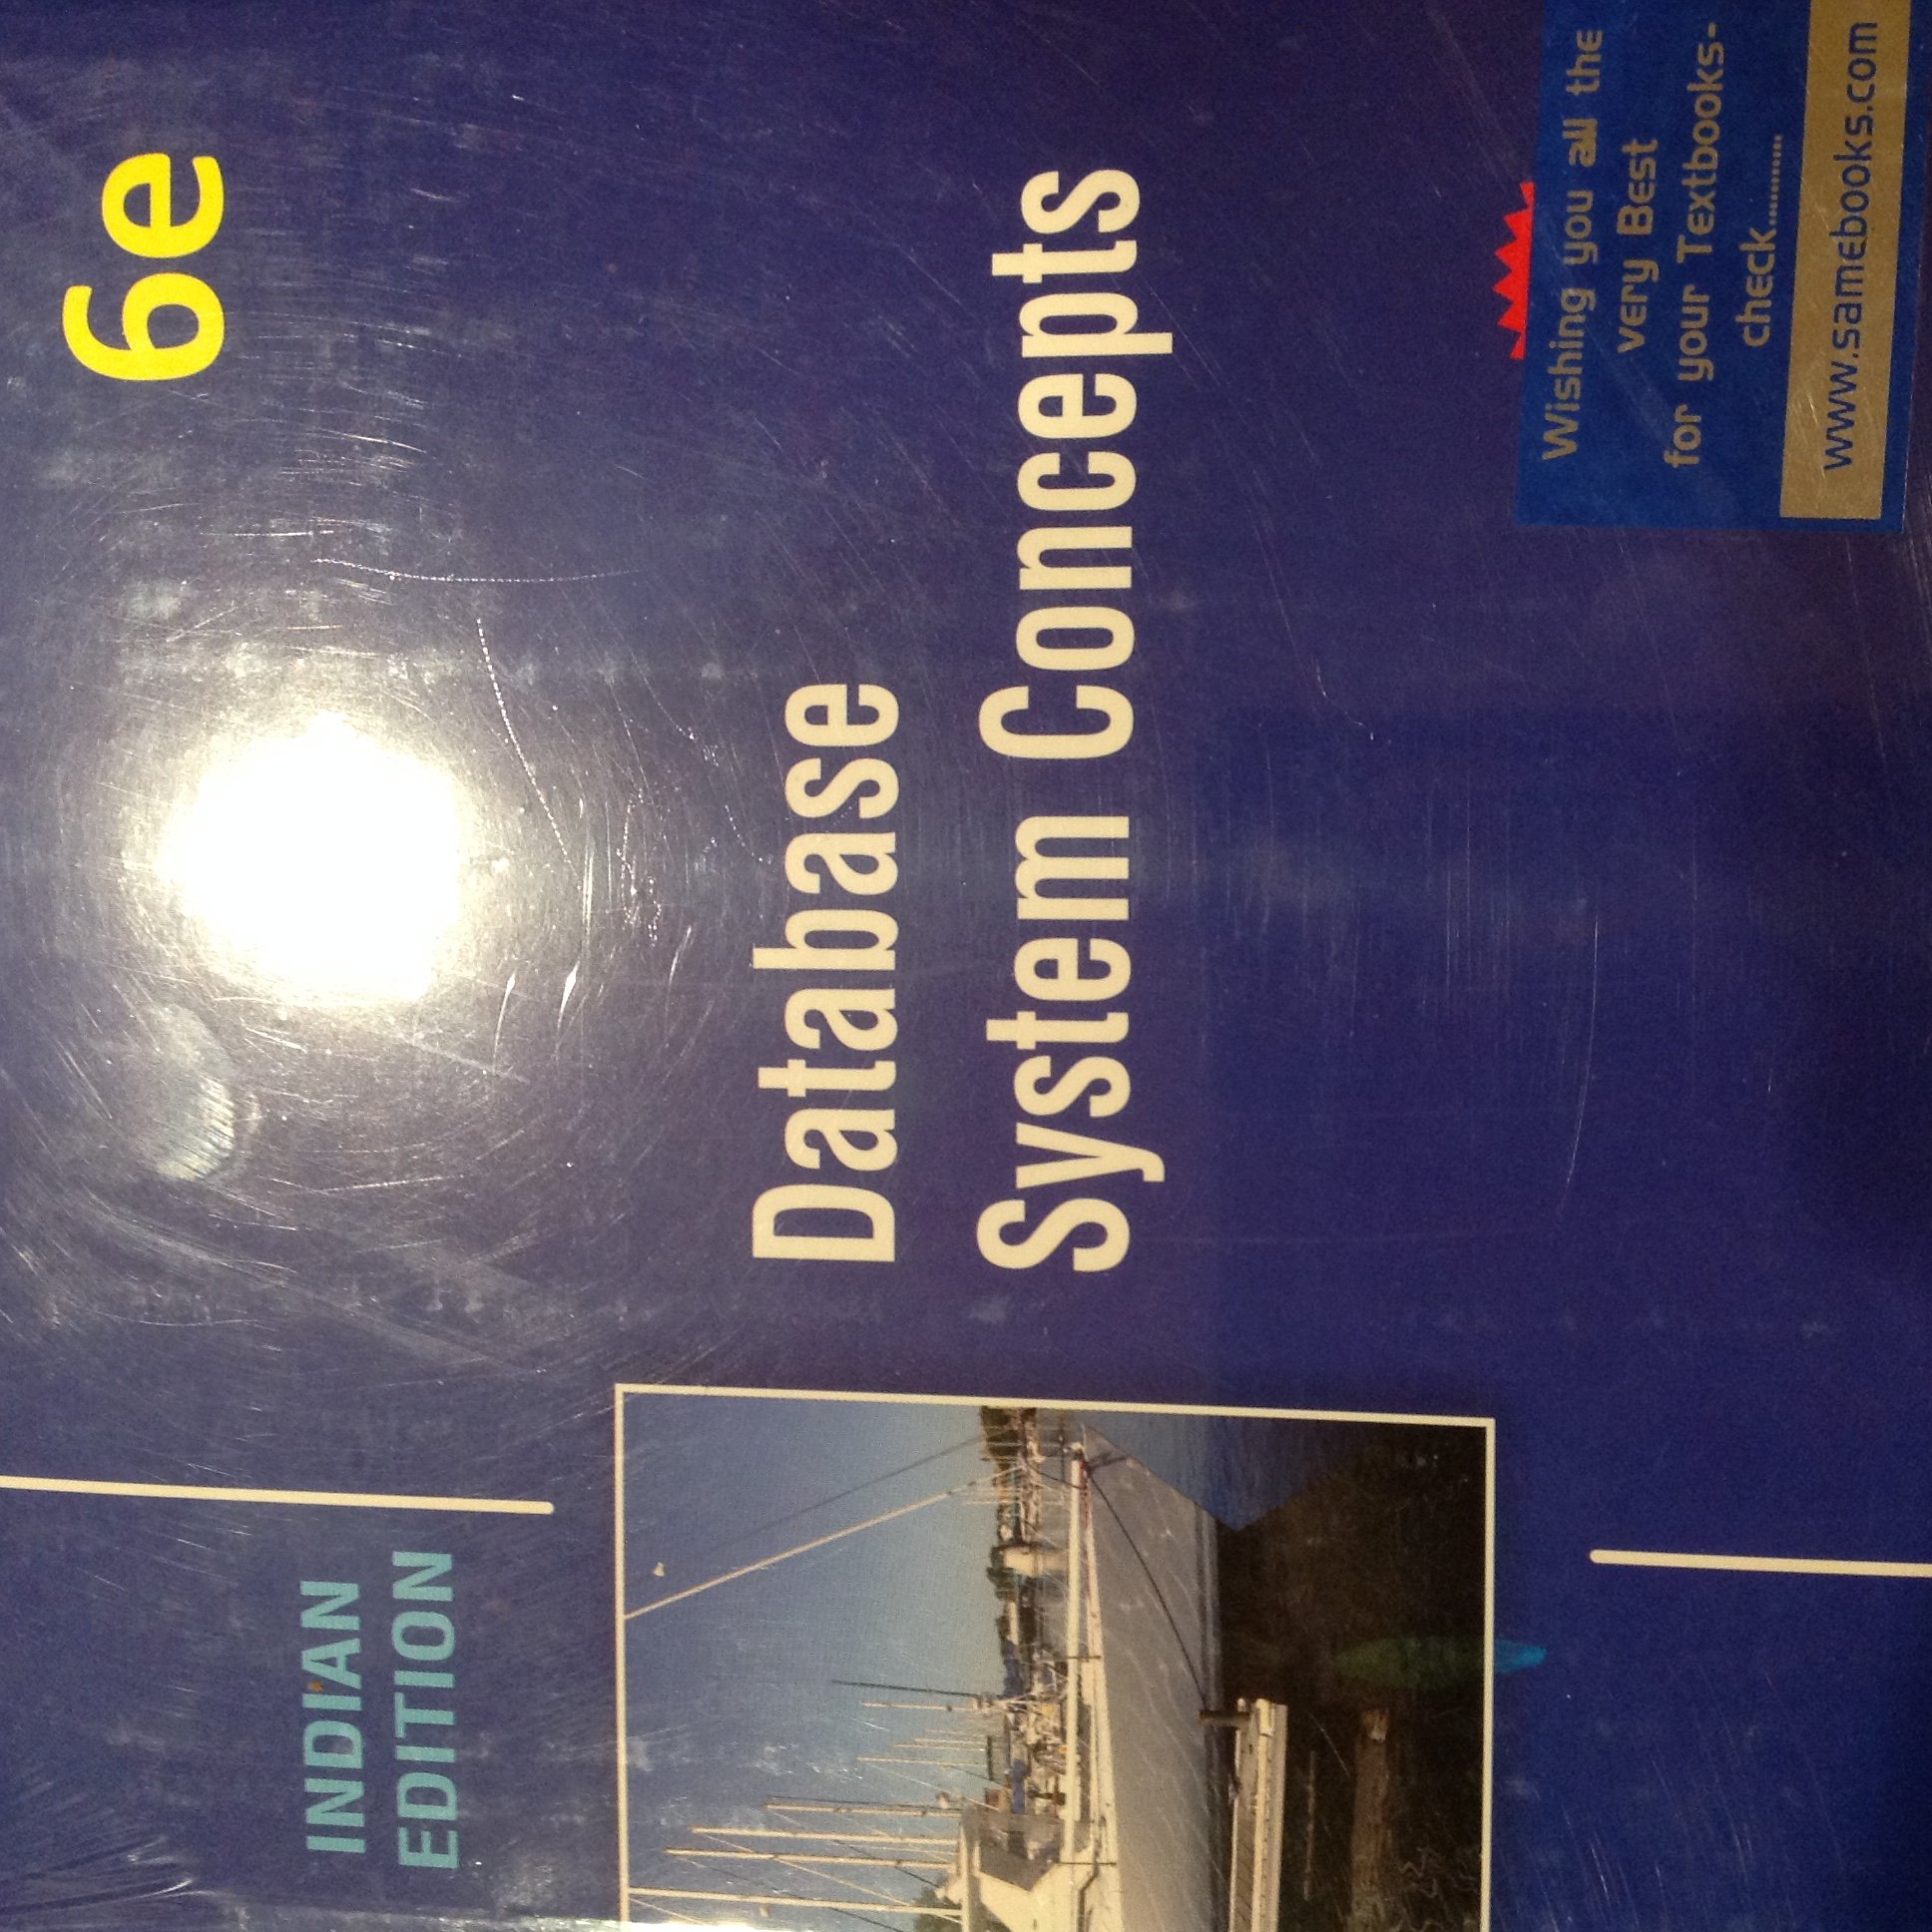 6e
INDIAN
EDITION
Database
System Concepts
Wishing you all the
very Best
for your Textbooks-
check..........
www.samebooks.com